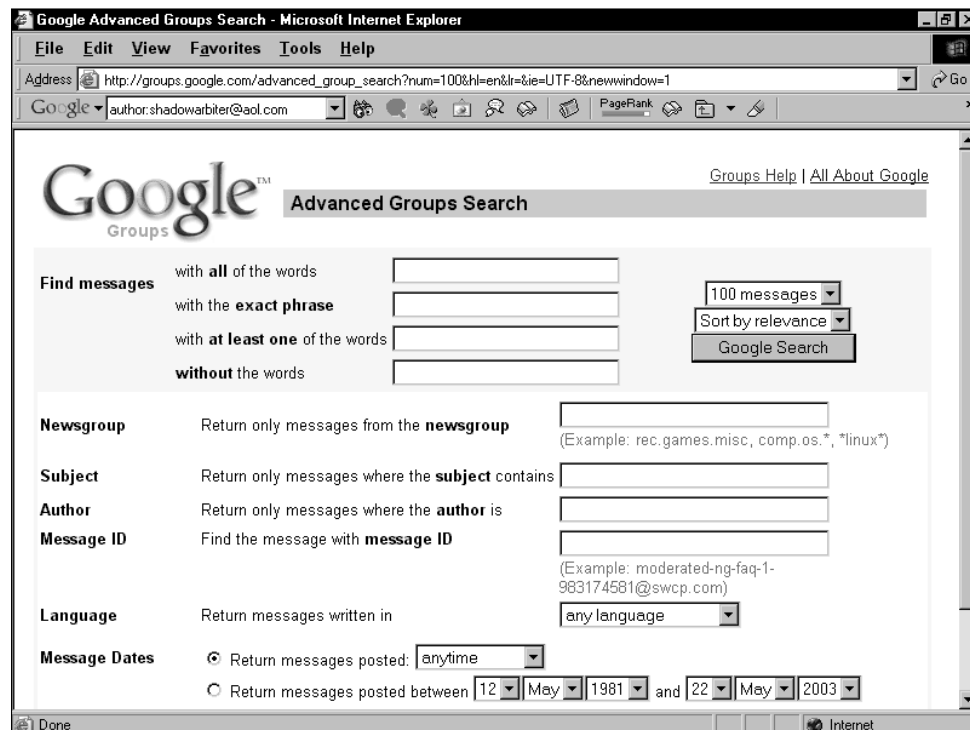 Google Advanced Groups Search - Microsoft Internet Explorer
File Edit View Favorites Tools Help
Address http://groups.google.com/advanced_group_search?num=100&hl=en&lr=&ie=UTF-8&newwindow=1 Go
Google author:shadowarbiter@aol.com PageRank
Google™ Groups
Groups Help | All About Google
Advanced Groups Search
Find messages
with all of the words
with the exact phrase
with at least one of the words
without the words
100 messages
Sort by relevance
Google Search
Newsgroup Return only messages from the newsgroup
(Example: rec.games.misc, comp.os.*, *linux*)
Subject Return only messages where the subject contains
Author Return only messages where the author is
Message ID Find the message with message ID
(Example: moderated-ng-faq-1-
983174581@swcp.com)
Language Return messages written in any language
Message Dates Return messages posted: anytime
Return messages posted between 12 May 1981 and 22 May 2003
Done Internet